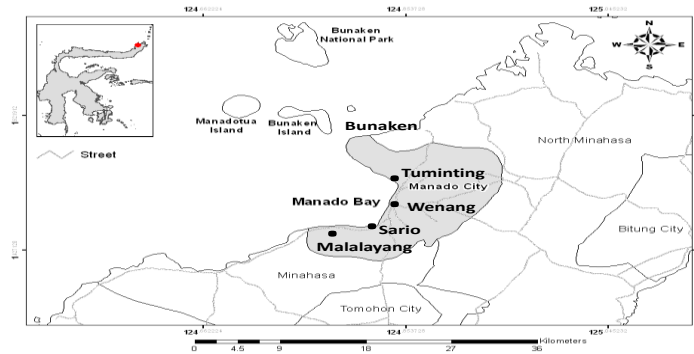 124
124
125
Bunaken
National Park
N
W
E
S
Manadotua
Island
Bunaken
Island
Bunaken
North Minahasa
Street
Tuminting
Manado City
Manado Bay
Wenang
Sario
Malalayang
Bitung City
Minahasa
Tomohon City
124
124
125
0
4.5
9
18
27
36
Kilometers